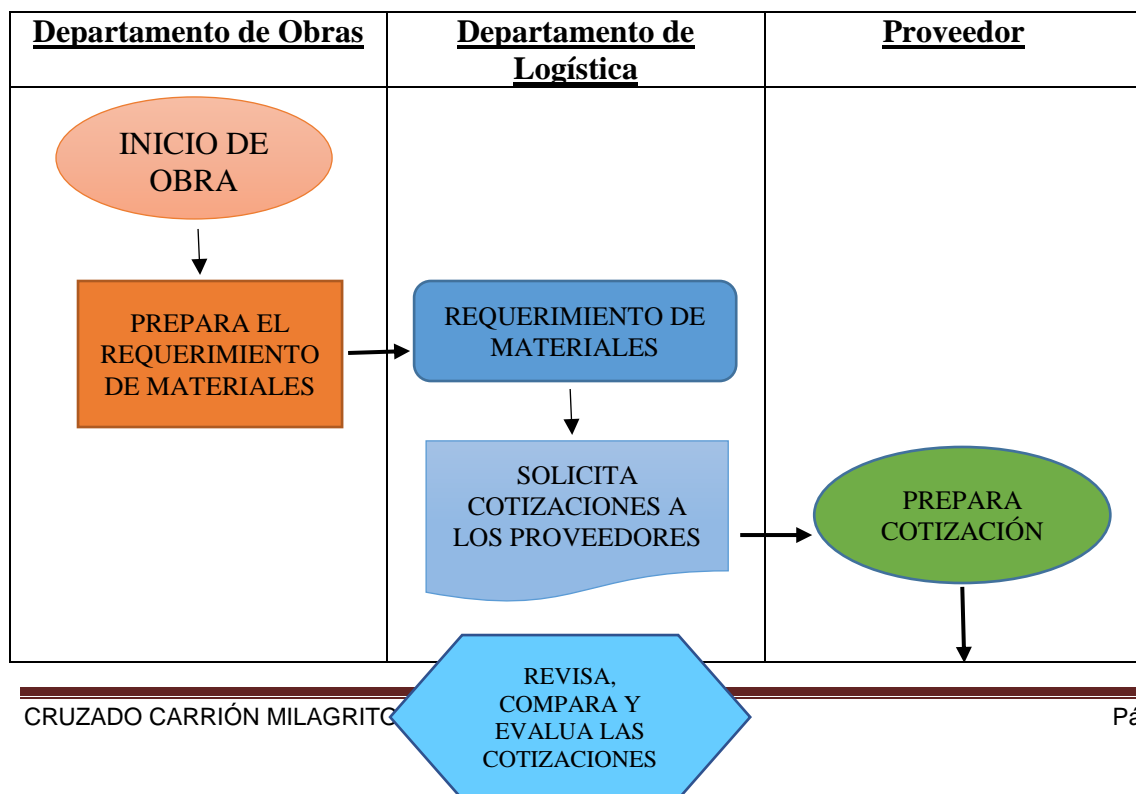 Departamento de Obras
Departamento de
Logística
Proveedor
INICIO DE
OBRA
PREPARA EL
REQUERIMIENTO
DE MATERIALES
REQUERIMIENTO DE
MATERIALES
SOLICITA
COTIZACIONES A
LOS PROVEEDORES
PREPARA
COTIZACIÓN
REVISA,
COMPARA Y
EVALUA LAS
COTIZACIONES
CRUZADO CARRIÓN MILAGRITO